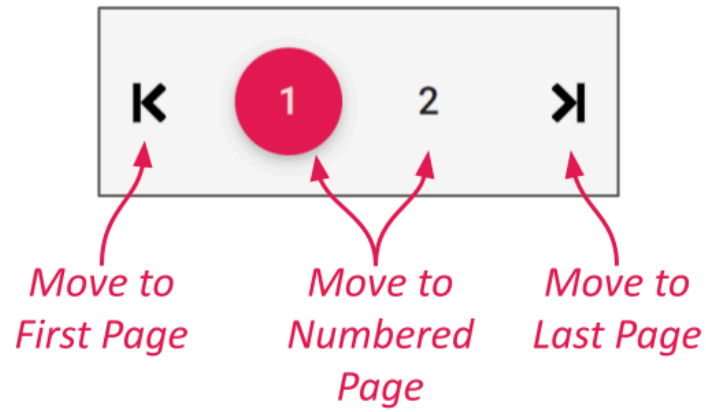 1 2
Move to
First Page
Move to
Numbered
Page
Move to
Last Page